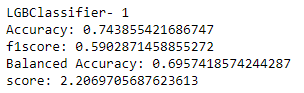 LGBClassifier- 1
Accuracy: 0.743855421686747
f1score: 0.5902871458855272
Balanced Accuracy: 0.6957418574244287
score: 2.2069705687623613